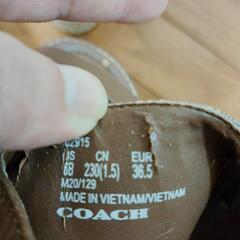 C2915
US CN EUR
6B 230(1.5) 36.5
M20/129
MADE IN VIETNAM/VIETNAM
COACH